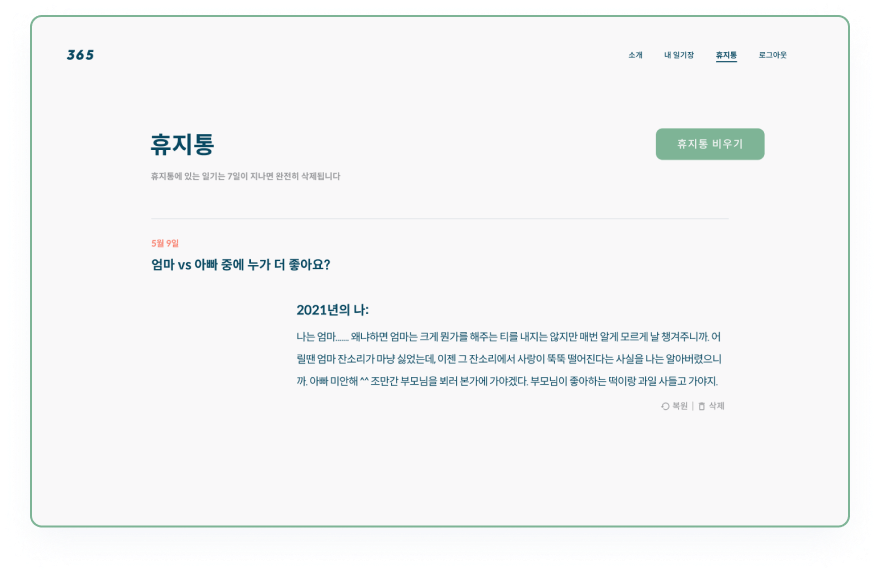 365
소개 내 일기장 휴지통 로그아웃
휴지통
휴지통 비우기
휴지통에 있는 일기는 7일이 지나면 완전히 삭제됩니다
5월 9일
엄마 vs 아빠 중에 누가 더 좋아요?
2021년의 나:
나는 엄마...... 왜냐하면 엄마는 크게 뭔가를 해주는 티를 내지는 않지만 매번 알게 모르게 날 챙겨주니까. 어
릴땐 엄마 잔소리가 마냥 싫었는데, 이젠 그 잔소리에서 사랑이 뚝뚝 떨어진다는 사실을 나는 알아버렸으니
까. 아빠 미안해 ^^ 조만간 부모님을 뵈러 본가에 가야겠다. 부모님이 좋아하는 떡이랑 과일 사들고 가야지.
복원 | 삭제